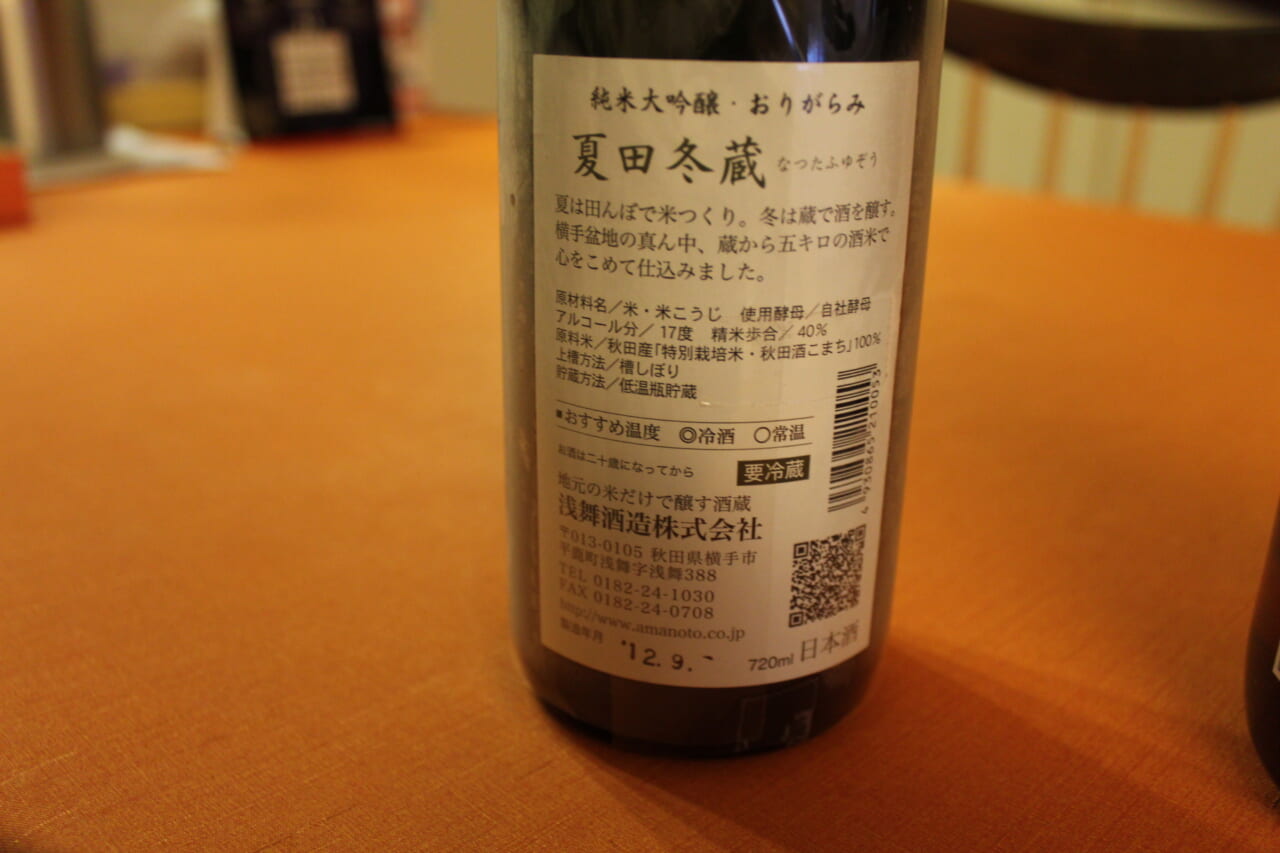 純米大吟醸・おりがらみ
夏田冬蔵 なつたふゆぞう
夏は田んぼで米つくり。冬は蔵で酒を醸す。
横手盆地の真ん中、蔵から五キロの酒米で
心をこめて仕込みました。
原材料名／米・米こうじ 使用酵母／自社酵母
アルコール分／17度 精米歩合／40%
原料米／秋田産「特別栽培米・秋田酒こまち」100%
上槽方法／槽しぼり
貯蔵方法／低温瓶貯蔵
■おすすめ温度 ◎冷酒 ○常温
お酒は二十歳になってから 要冷蔵
4930865210053
地元の米だけで醸す酒蔵
浅舞酒造株式会社
〒013-0105 秋田県横手市
平鹿町浅舞字浅舞388
TEL 0182-24-1030
FAX 0182-24-0708
http://www.amanoto.co.jp
製造年月 '12.9.
720ml 日本酒